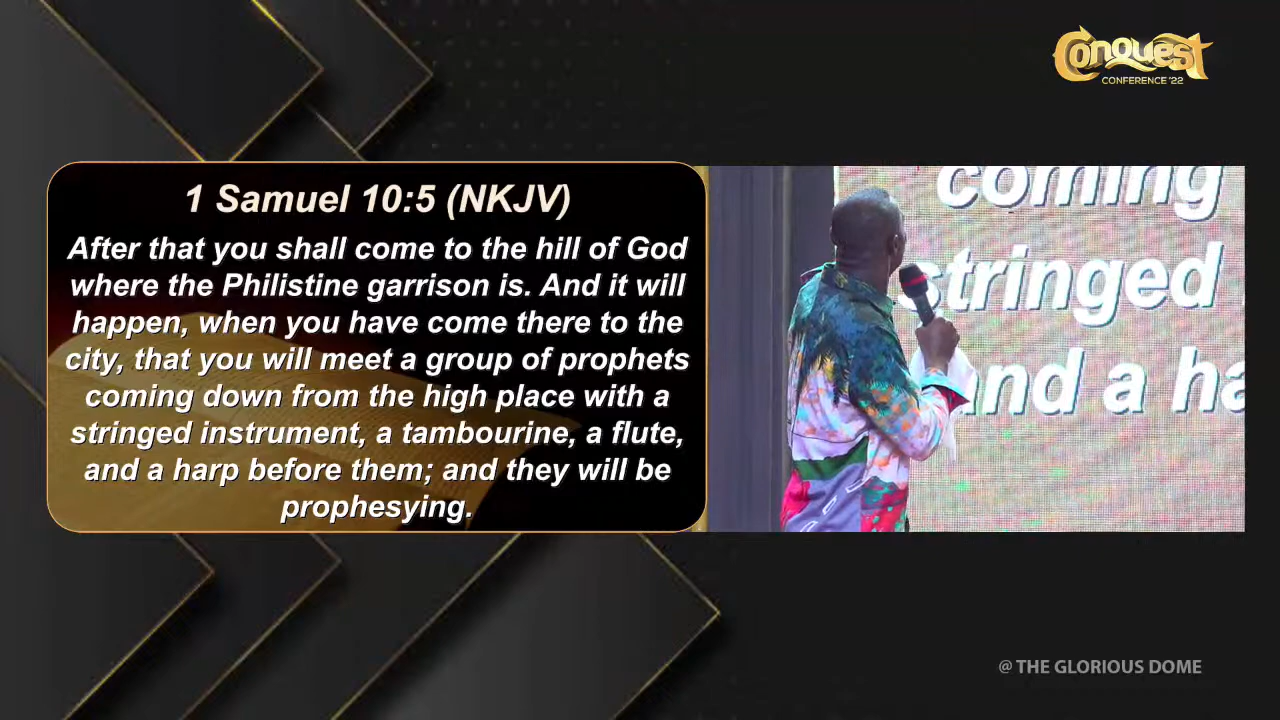 Conquest
CONFERENCE '22
1 Samuel 10:5 (NKJV)
After that you shall come to the hill of God
where the Philistine garrison is. And it will
happen, when you have come there to the
city, that you will meet a group of prophets
coming down from the high place with a
stringed instrument, a tambourine, a flute,
and a harp before them; and they will be
prophesying.
coming
stringed
and a ha
@ THE GLORIOUS DOME